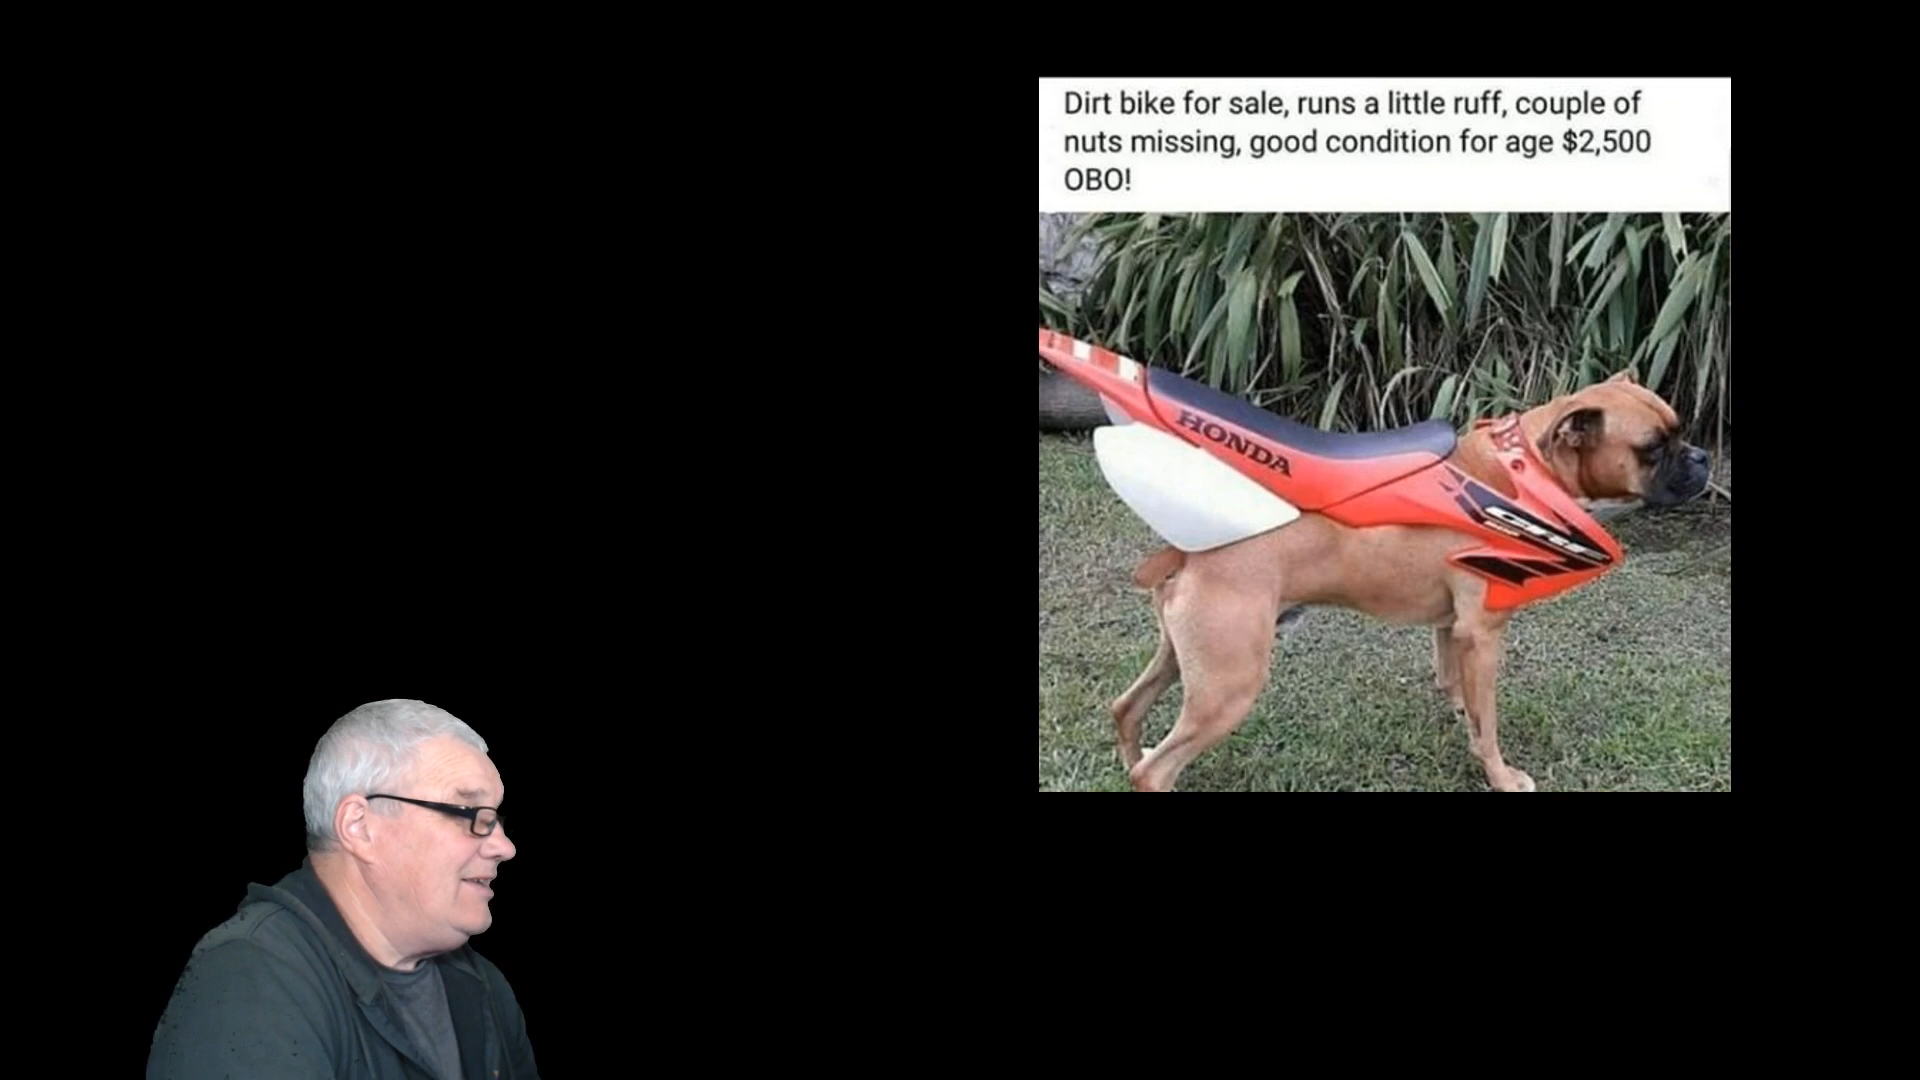 Dirt bike for sale, runs a little ruff, couple of
nuts missing, good condition for age $2,500
OBO!
HONDA
CRF